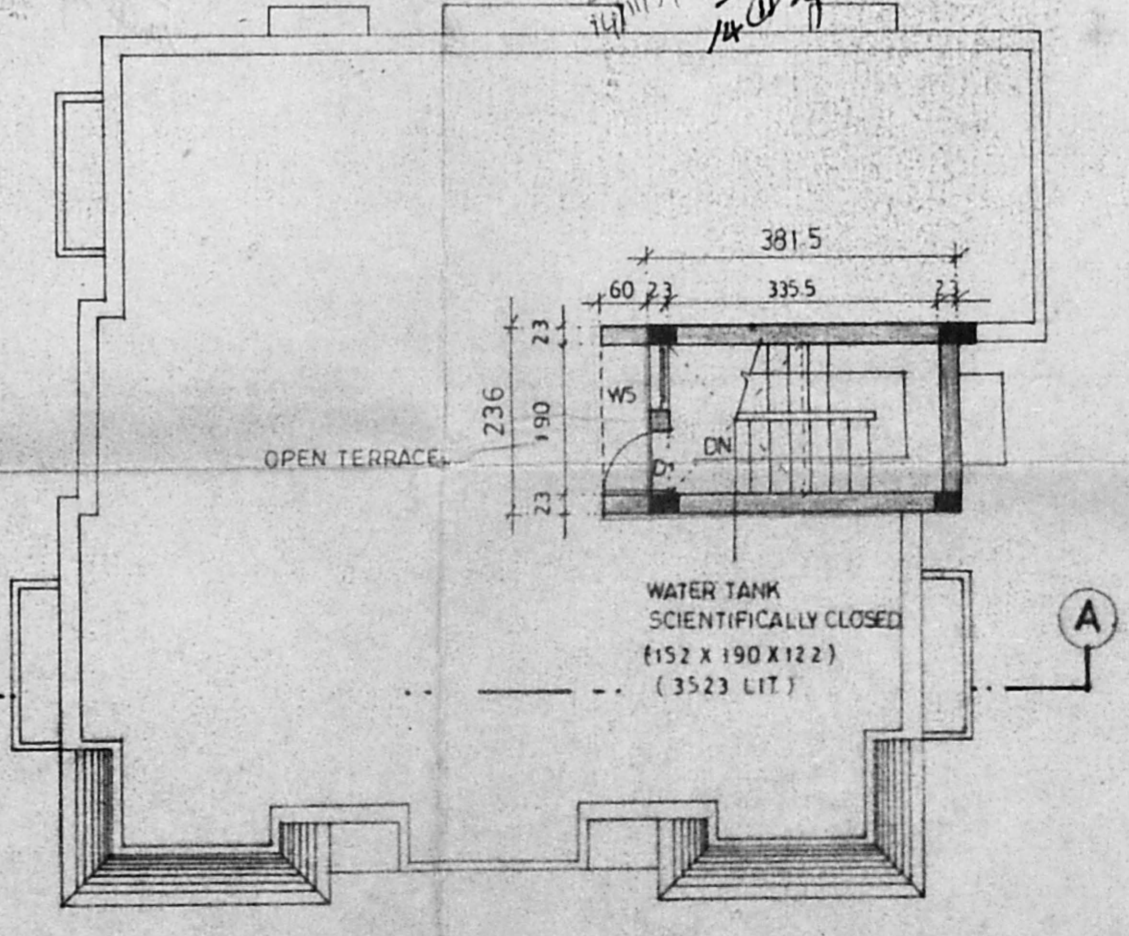 14
381.5
60 23 335.5 23
23
236
190
23
W5
D1
DN
OPEN TERRACE
WATER TANK
SCIENTIFICALLY CLOSED
(152 X 190 X 122)
(3523 LIT.)
A